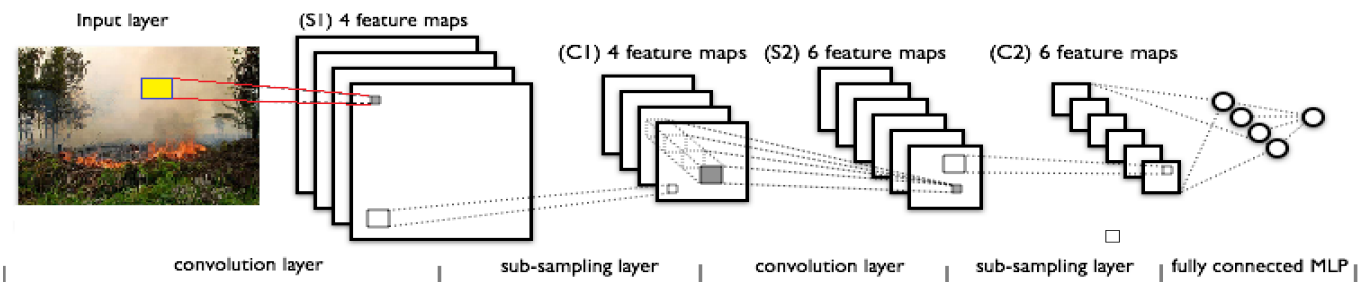 Input layer
(S1) 4 feature maps
(C1) 4 feature maps
(S2) 6 feature maps
(C2) 6 feature maps
convolution layer
sub-sampling layer
convolution layer
sub-sampling layer
fully connected MLP